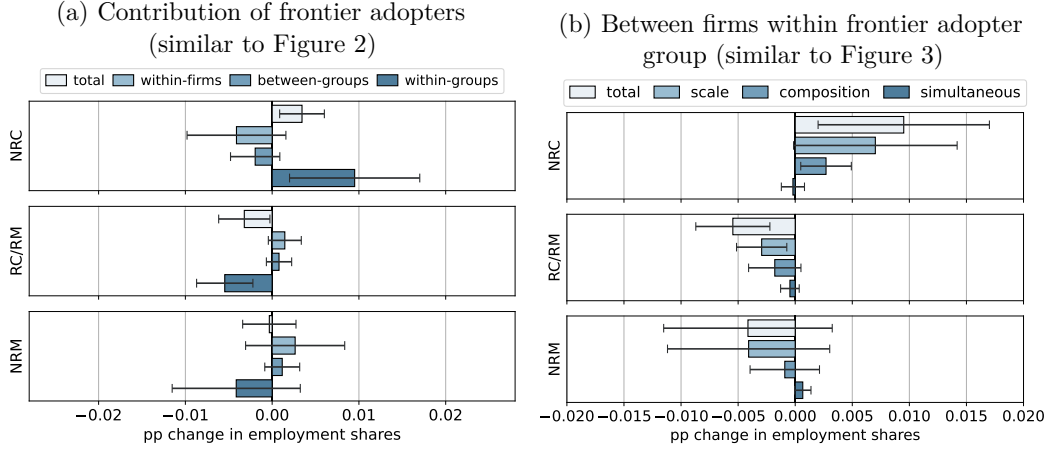 (a) Contribution of frontier adopters
(similar to Figure 2)
total within-firms between-groups within-groups
NRC
RC/RM
NRM
−0.02 −0.01 0.00 0.01 0.02
pp change in employment shares
(b) Between firms within frontier adopter
group (similar to Figure 3)
total scale composition simultaneous
NRC
RC/RM
NRM
−0.020 −0.015 −0.010 −0.005 0.000 0.005 0.010 0.015 0.020
pp change in employment shares